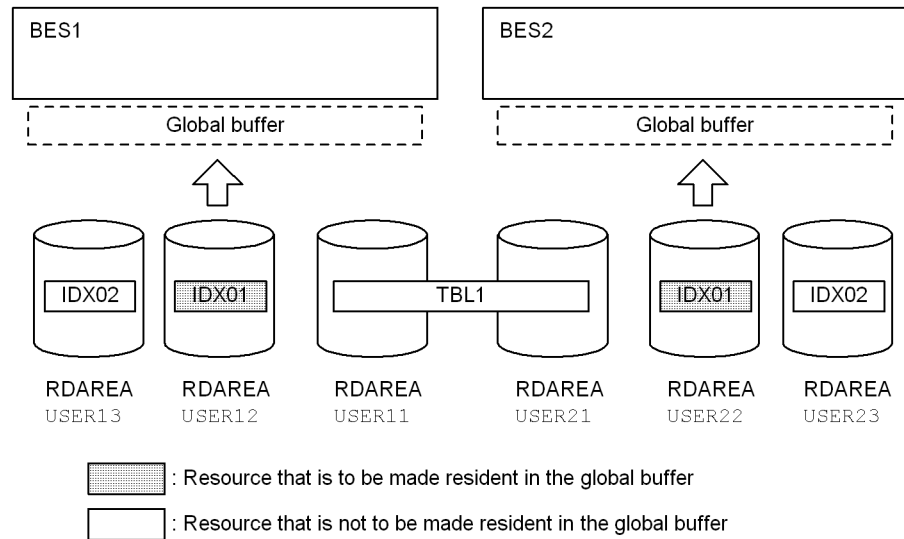 BES1
BES2
Global buffer
Global buffer
IDX02
IDX01
TBL1
IDX01
IDX02
RDAREA RDAREA RDAREA RDAREA RDAREA RDAREA
USER13 USER12 USER11 USER21 USER22 USER23
: Resource that is to be made resident in the global buffer
: Resource that is not to be made resident in the global buffer